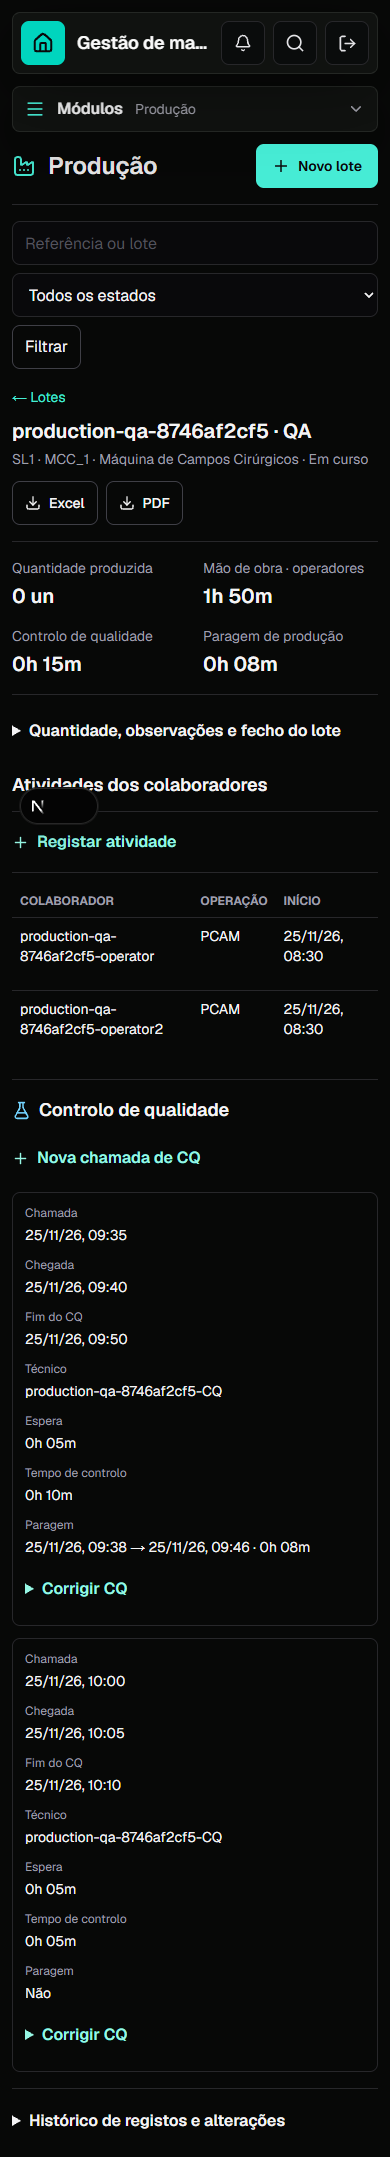 Gestão de ma...
Módulos Produção
Produção
Novo lote
Referência ou lote
Todos os estados
Filtrar
← Lotes
production-qa-8746af2cf5 · QA
SL1 · MCC_1 · Máquina de Campos Cirúrgicos · Em curso
Excel PDF
Quantidade produzida Mão de obra · operadores
0 un 1h 50m
Controlo de qualidade Paragem de produção
0h 15m 0h 08m
Quantidade, observações e fecho do lote
Atividades dos colaboradores
N
Registar atividade
COLABORADOR OPERAÇÃO INÍCIO
production-qa- PCAM 25/11/26,
8746af2cf5-operator 08:30
production-qa- PCAM 25/11/26,
8746af2cf5-operator2 08:30
Controlo de qualidade
Nova chamada de CQ
Chamada
25/11/26, 09:35
Chegada
25/11/26, 09:40
Fim do CQ
25/11/26, 09:50
Técnico
production-qa-8746af2cf5-CQ
Espera
0h 05m
Tempo de controlo
0h 10m
Paragem
25/11/26, 09:38 → 25/11/26, 09:46 · 0h 08m
Corrigir CQ
Chamada
25/11/26, 10:00
Chegada
25/11/26, 10:05
Fim do CQ
25/11/26, 10:10
Técnico
production-qa-8746af2cf5-CQ
Espera
0h 05m
Tempo de controlo
0h 05m
Paragem
Não
Corrigir CQ
Histórico de registos e alterações